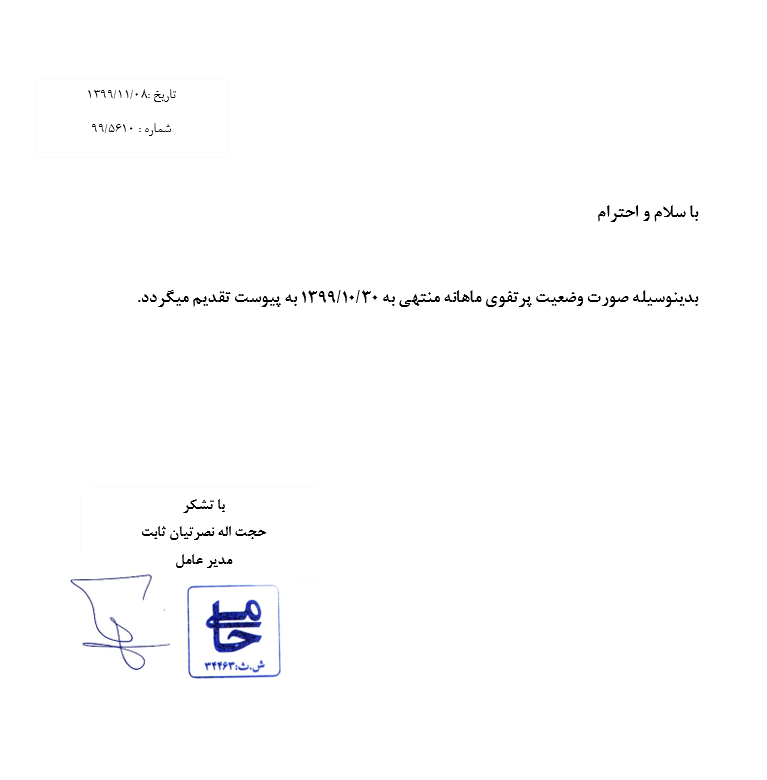 تاریخ :۱۳۹۹/۱۱/۰۸
شماره : ۹۹/۵۶۱۰
با سلام و احترام
بدینوسیله صورت وضعیت پرتفوی ماهانه منتهی به ۱۳۹۹/۱۰/۳۰ به پیوست تقدیم میگردد.
با تشکر
حجت اله نصرتیان ثابت
مدیر عامل
حامی
ش.ث:۳۴۴۶۳